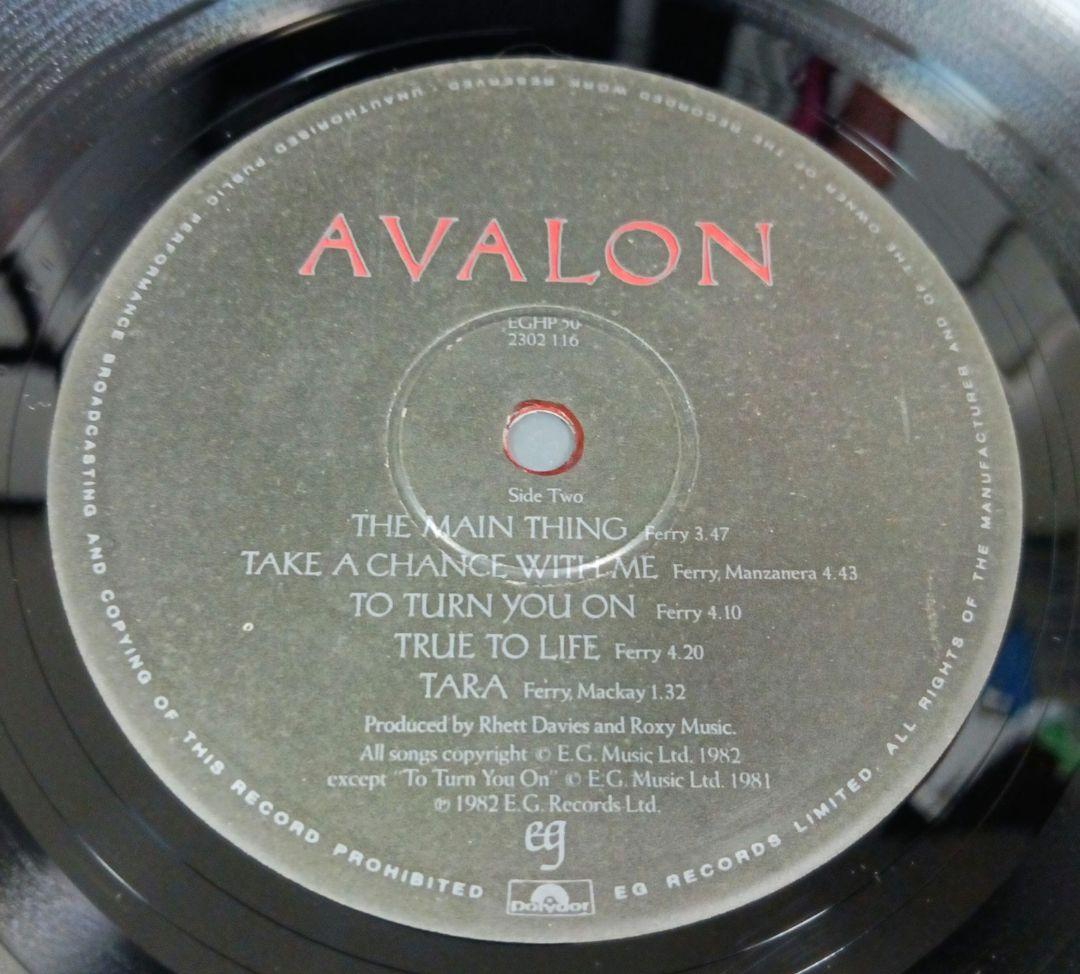 AVALON
EGHP 50
2302 116
Side Two
THE MAIN THING Ferry 3.47
TAKE A CHANCE WITH ME Ferry, Manzanera 4.43
TO TURN YOU ON Ferry 4.10
TRUE TO LIFE Ferry 4.20
TARA Ferry, Mackay 1.32
Produced by Rhett Davies and Roxy Music.
All songs copyright © E.G. Music Ltd. 1982
except "To Turn You On" © E.G. Music Ltd. 1981
℗ 1982 E.G. Records Ltd.
eg
polydor
EG RECORDS LIMITED. ALL RIGHTS OF THE MANUFACTURER AND OF THE OWNER OF THE RECORDED WORK RESERVED. UNAUTHORISED PUBLIC PERFORMANCE BROADCASTING AND COPYING OF THIS RECORD PROHIBITED